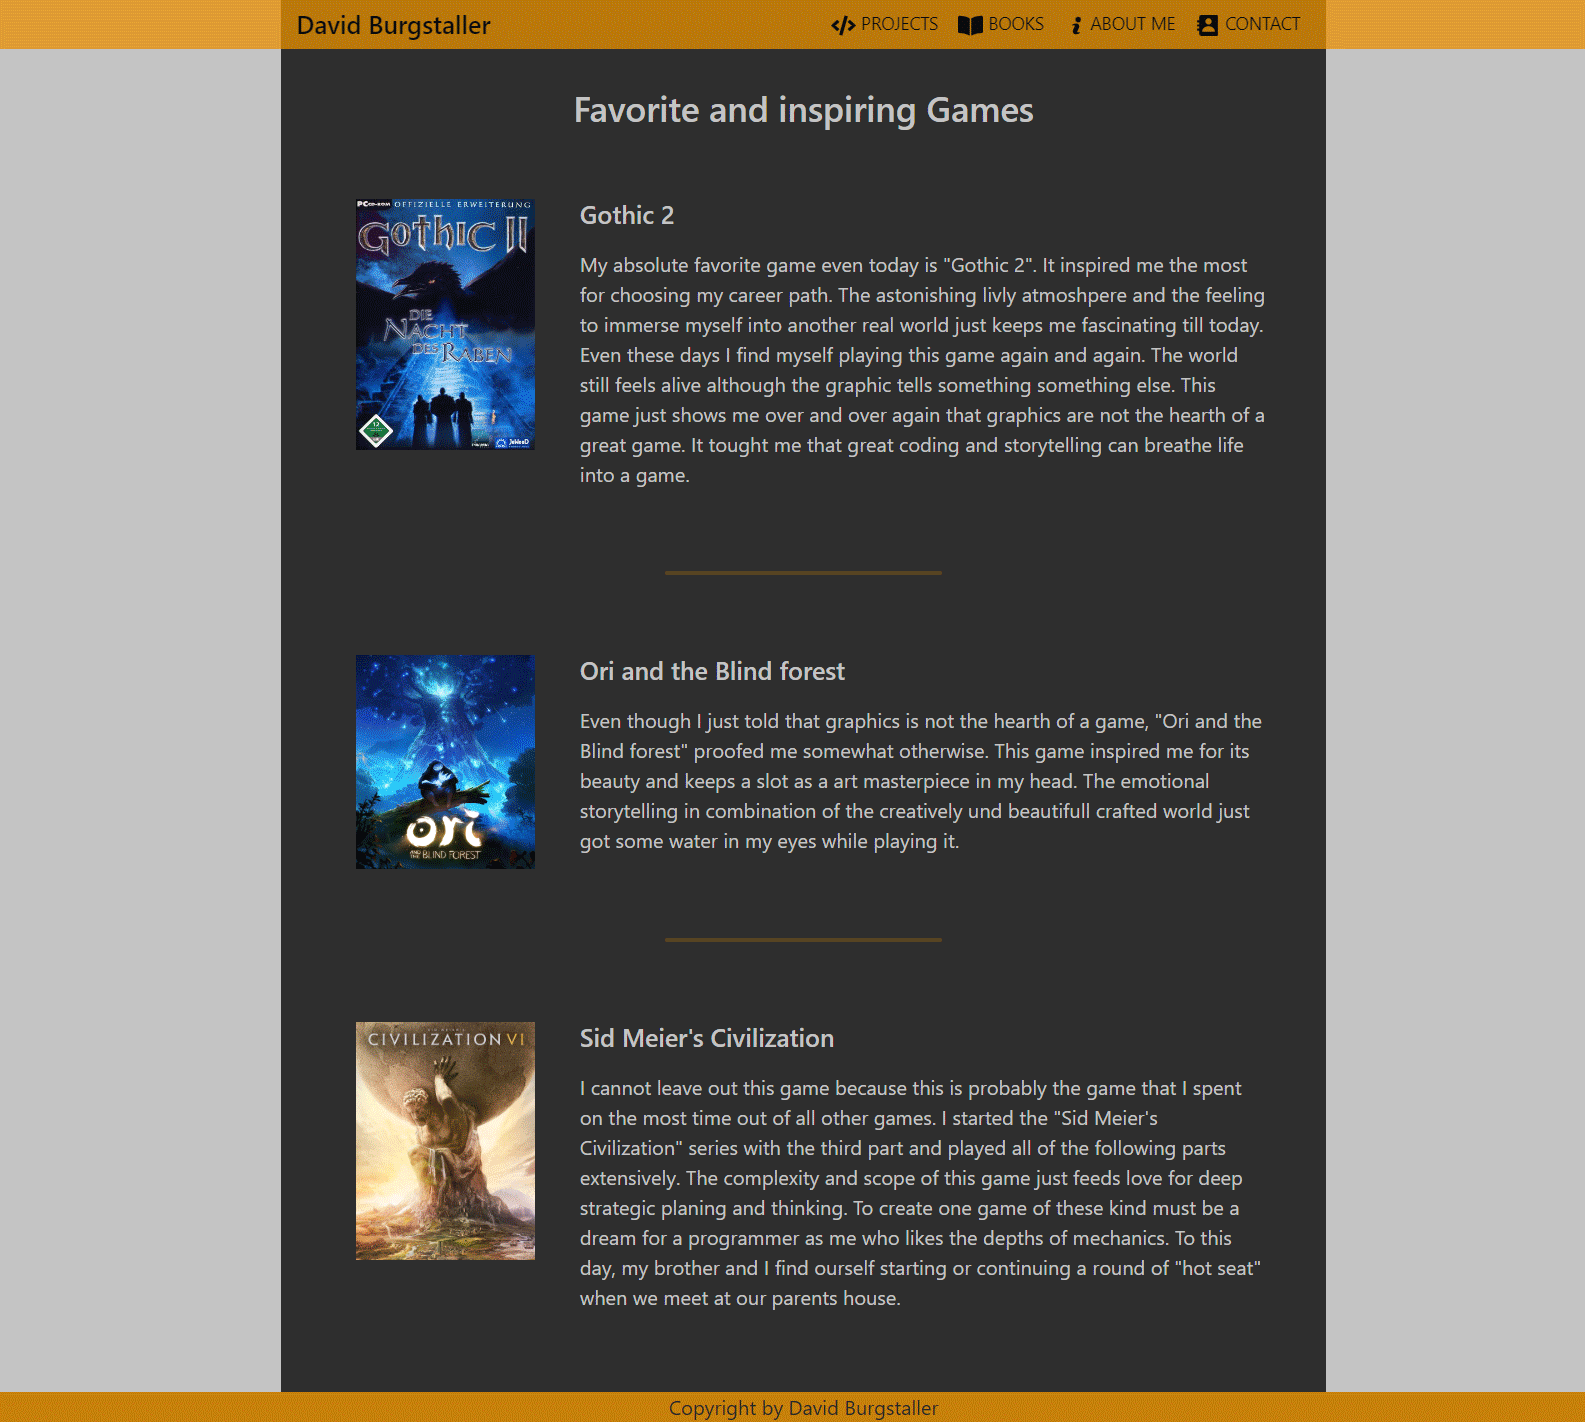 David Burgstaller
PROJECTS BOOKS ABOUT ME CONTACT
Favorite and inspiring Games
PC CD-ROM OFFIZIELLE ERWEITERUNG
GOTHIC II
DIE
NACHT
DES RABEN
12
JoWooD
Gothic 2
My absolute favorite game even today is "Gothic 2". It inspired me the most
for choosing my career path. The astonishing livly atmoshpere and the feeling
to immerse myself into another real world just keeps me fascinating till today.
Even these days I find myself playing this game again and again. The world
still feels alive although the graphic tells something something else. This
game just shows me over and over again that graphics are not the hearth of a
great game. It tought me that great coding and storytelling can breathe life
into a game.
ori
AND THE BLIND FOREST
Ori and the Blind forest
Even though I just told that graphics is not the hearth of a game, "Ori and the
Blind forest" proofed me somewhat otherwise. This game inspired me for its
beauty and keeps a slot as a art masterpiece in my head. The emotional
storytelling in combination of the creatively und beautifull crafted world just
got some water in my eyes while playing it.
CIVILIZATION VI
Sid Meier's Civilization
I cannot leave out this game because this is probably the game that I spent
on the most time out of all other games. I started the "Sid Meier's
Civilization" series with the third part and played all of the following parts
extensively. The complexity and scope of this game just feeds love for deep
strategic planing and thinking. To create one game of these kind must be a
dream for a programmer as me who likes the depths of mechanics. To this
day, my brother and I find ourself starting or continuing a round of "hot seat"
when we meet at our parents house.
Copyright by David Burgstaller